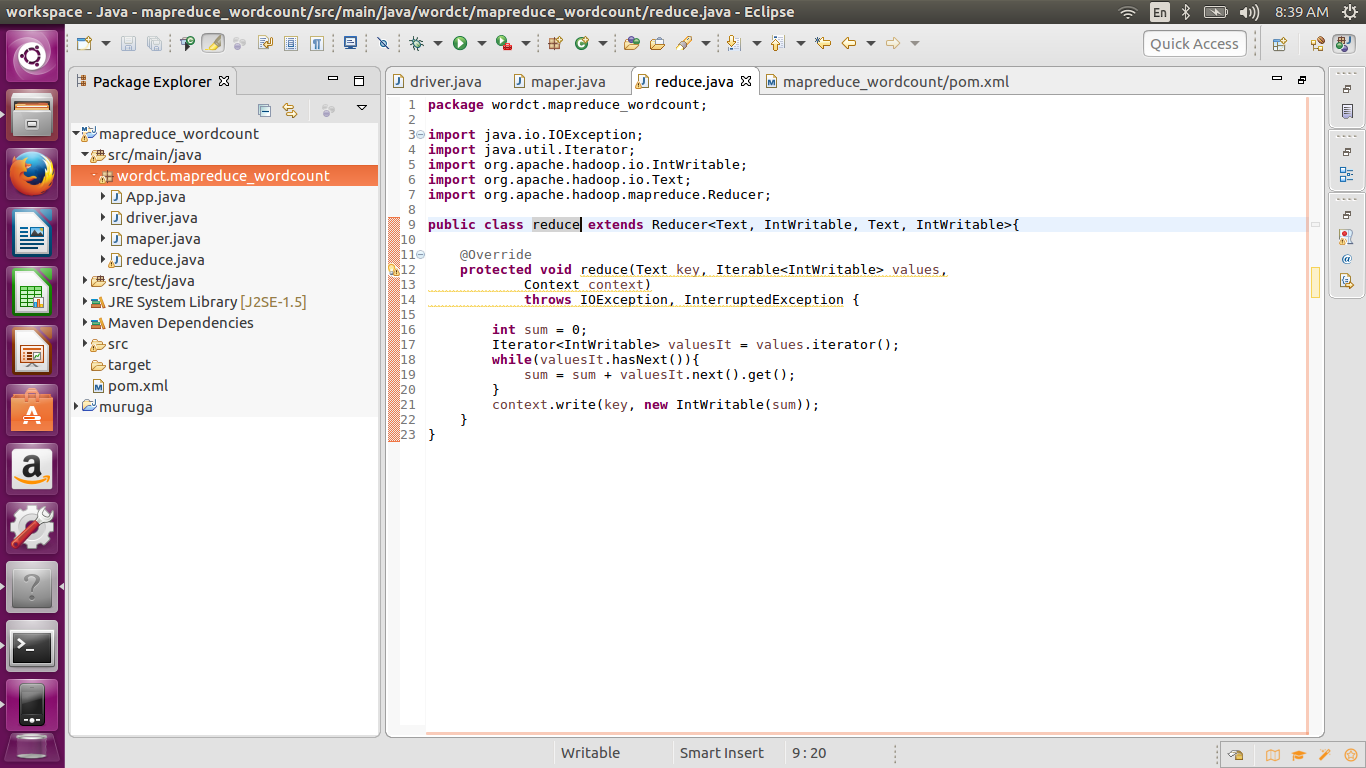 workspace - Java - mapreduce_wordcount/src/main/java/wordct/mapreduce_wordcount/reduce.java - Eclipse
En
8:39 AM
Quick Access
Package Explorer
mapreduce_wordcount
src/main/java
wordct.mapreduce_wordcount
App.java
driver.java
maper.java
reduce.java
src/test/java
JRE System Library [J2SE-1.5]
Maven Dependencies
src
target
pom.xml
muruga
driver.java
maper.java
reduce.java
mapreduce_wordcount/pom.xml
1 package wordct.mapreduce_wordcount;
2
3 import java.io.IOException;
4 import java.util.Iterator;
5 import org.apache.hadoop.io.IntWritable;
6 import org.apache.hadoop.io.Text;
7 import org.apache.hadoop.mapreduce.Reducer;
8
9 public class reduce extends Reducer<Text, IntWritable, Text, IntWritable>{
10
11     @Override
12     protected void reduce(Text key, Iterable<IntWritable> values,
13             Context context)
14             throws IOException, InterruptedException {
15
16         int sum = 0;
17         Iterator<IntWritable> valuesIt = values.iterator();
18         while(valuesIt.hasNext()){
19             sum = sum + valuesIt.next().get();
20         }
21         context.write(key, new IntWritable(sum));
22     }
23 }
Writable
Smart Insert
9 : 20